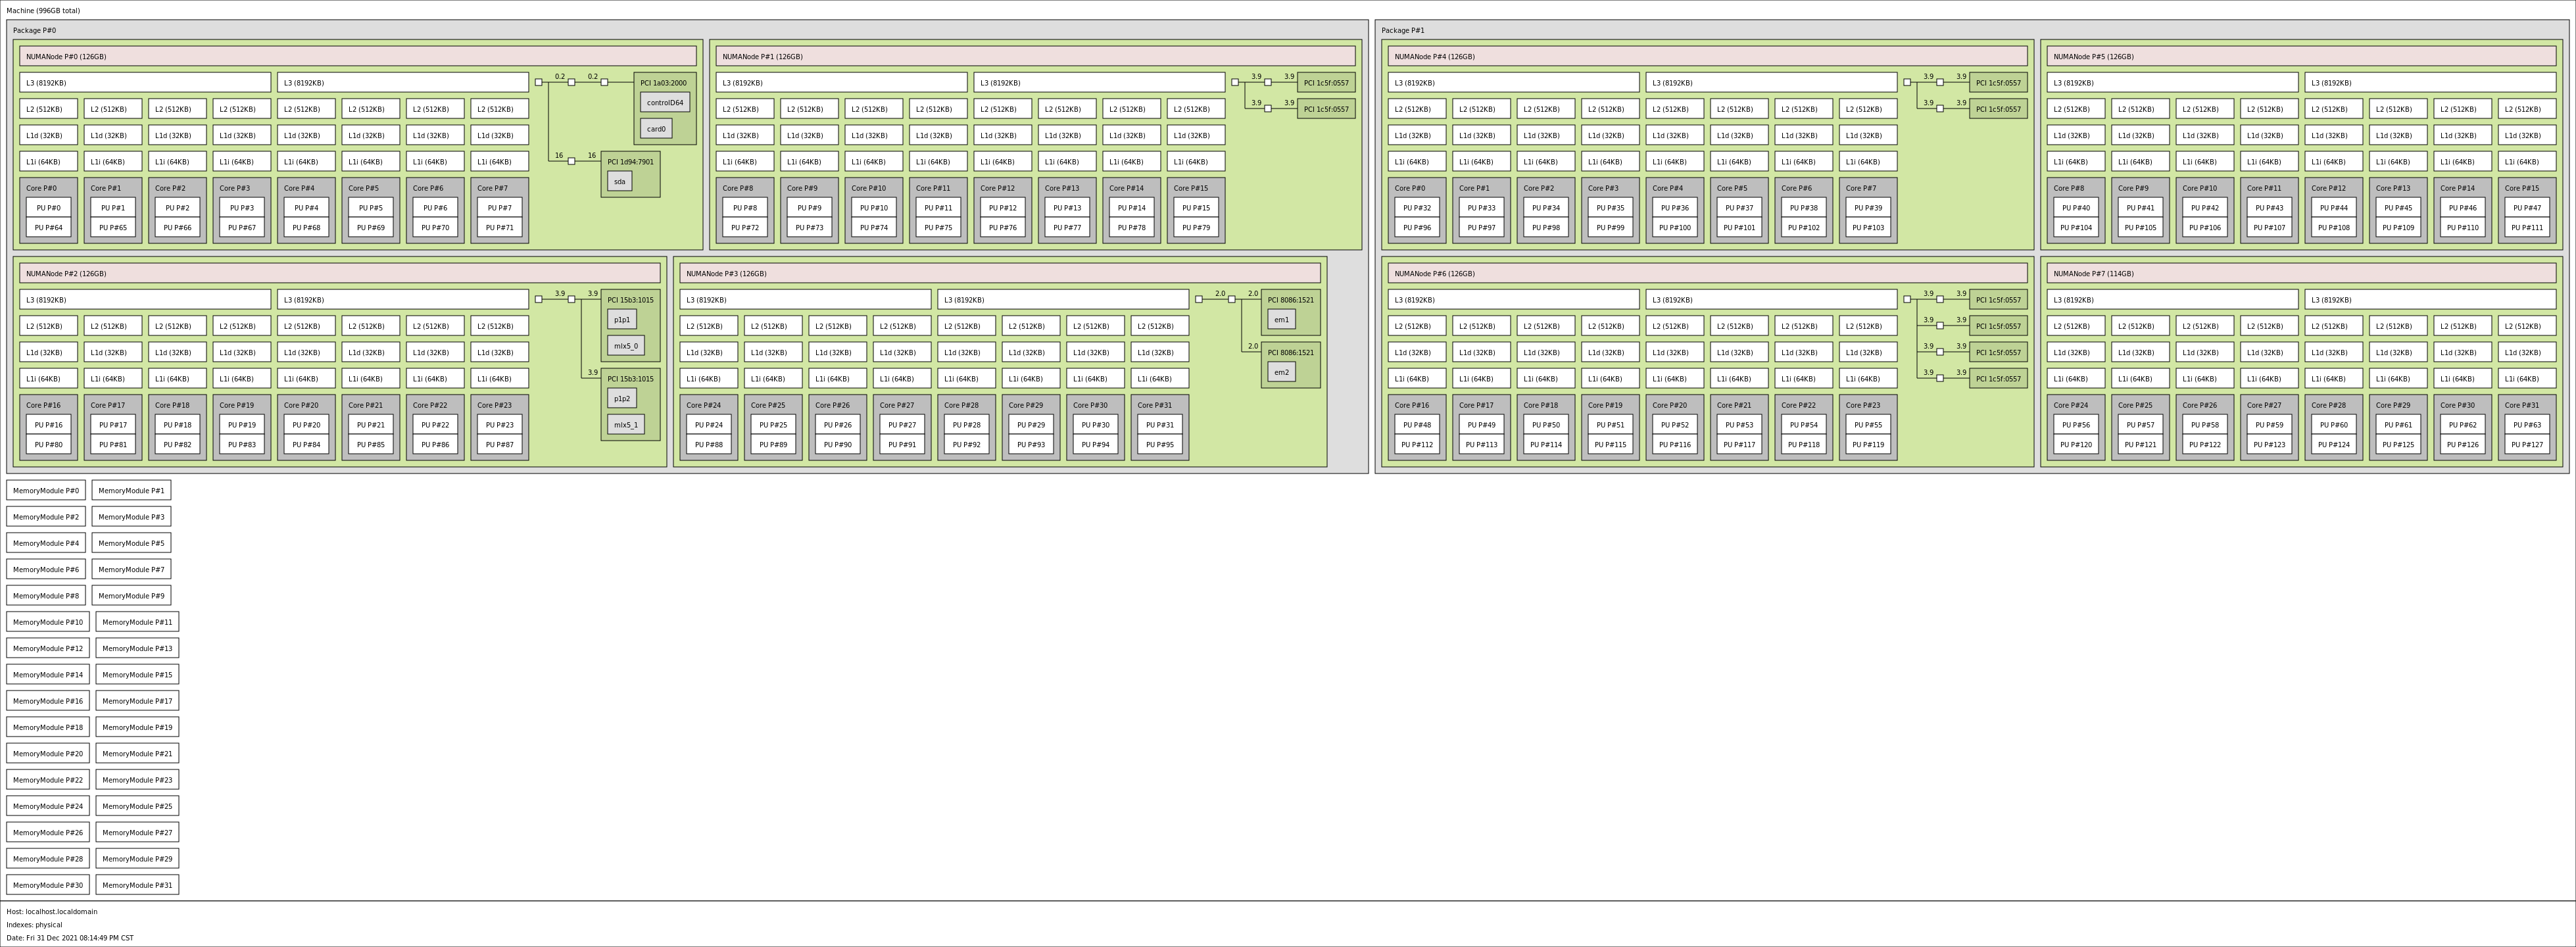 Machine (996GB total)
Package P#0
NUMANode P#0 (126GB)
L3 (8192KB) L3 (8192KB) 0.2 0.2 PCI 1a03:2000
controlD64
card0
L2 (512KB) L2 (512KB) L2 (512KB) L2 (512KB) L2 (512KB) L2 (512KB) L2 (512KB) L2 (512KB)
L1d (32KB) L1d (32KB) L1d (32KB) L1d (32KB) L1d (32KB) L1d (32KB) L1d (32KB) L1d (32KB)
L1i (64KB) L1i (64KB) L1i (64KB) L1i (64KB) L1i (64KB) L1i (64KB) L1i (64KB) L1i (64KB)
16 16 PCI 1d94:7901
sda
Core P#0 Core P#1 Core P#2 Core P#3 Core P#4 Core P#5 Core P#6 Core P#7
PU P#0 PU P#1 PU P#2 PU P#3 PU P#4 PU P#5 PU P#6 PU P#7
PU P#64 PU P#65 PU P#66 PU P#67 PU P#68 PU P#69 PU P#70 PU P#71
NUMANode P#1 (126GB)
L3 (8192KB) L3 (8192KB) 3.9 3.9 PCI 1c5f:0557
3.9 3.9 PCI 1c5f:0557
L2 (512KB) L2 (512KB) L2 (512KB) L2 (512KB) L2 (512KB) L2 (512KB) L2 (512KB) L2 (512KB)
L1d (32KB) L1d (32KB) L1d (32KB) L1d (32KB) L1d (32KB) L1d (32KB) L1d (32KB) L1d (32KB)
L1i (64KB) L1i (64KB) L1i (64KB) L1i (64KB) L1i (64KB) L1i (64KB) L1i (64KB) L1i (64KB)
Core P#8 Core P#9 Core P#10 Core P#11 Core P#12 Core P#13 Core P#14 Core P#15
PU P#8 PU P#9 PU P#10 PU P#11 PU P#12 PU P#13 PU P#14 PU P#15
PU P#72 PU P#73 PU P#74 PU P#75 PU P#76 PU P#77 PU P#78 PU P#79
NUMANode P#2 (126GB)
L3 (8192KB) L3 (8192KB) 3.9 3.9 PCI 15b3:1015
p1p1
mlx5_0
L2 (512KB) L2 (512KB) L2 (512KB) L2 (512KB) L2 (512KB) L2 (512KB) L2 (512KB) L2 (512KB)
L1d (32KB) L1d (32KB) L1d (32KB) L1d (32KB) L1d (32KB) L1d (32KB) L1d (32KB) L1d (32KB)
L1i (64KB) L1i (64KB) L1i (64KB) L1i (64KB) L1i (64KB) L1i (64KB) L1i (64KB) L1i (64KB)
3.9 PCI 15b3:1015
p1p2
mlx5_1
Core P#16 Core P#17 Core P#18 Core P#19 Core P#20 Core P#21 Core P#22 Core P#23
PU P#16 PU P#17 PU P#18 PU P#19 PU P#20 PU P#21 PU P#22 PU P#23
PU P#80 PU P#81 PU P#82 PU P#83 PU P#84 PU P#85 PU P#86 PU P#87
NUMANode P#3 (126GB)
L3 (8192KB) L3 (8192KB) 2.0 2.0 PCI 8086:1521
em1
L2 (512KB) L2 (512KB) L2 (512KB) L2 (512KB) L2 (512KB) L2 (512KB) L2 (512KB) L2 (512KB)
L1d (32KB) L1d (32KB) L1d (32KB) L1d (32KB) L1d (32KB) L1d (32KB) L1d (32KB) L1d (32KB)
2.0 PCI 8086:1521
em2
L1i (64KB) L1i (64KB) L1i (64KB) L1i (64KB) L1i (64KB) L1i (64KB) L1i (64KB) L1i (64KB)
Core P#24 Core P#25 Core P#26 Core P#27 Core P#28 Core P#29 Core P#30 Core P#31
PU P#24 PU P#25 PU P#26 PU P#27 PU P#28 PU P#29 PU P#30 PU P#31
PU P#88 PU P#89 PU P#90 PU P#91 PU P#92 PU P#93 PU P#94 PU P#95
Package P#1
NUMANode P#4 (126GB)
L3 (8192KB) L3 (8192KB) 3.9 3.9 PCI 1c5f:0557
3.9 3.9 PCI 1c5f:0557
L2 (512KB) L2 (512KB) L2 (512KB) L2 (512KB) L2 (512KB) L2 (512KB) L2 (512KB) L2 (512KB)
L1d (32KB) L1d (32KB) L1d (32KB) L1d (32KB) L1d (32KB) L1d (32KB) L1d (32KB) L1d (32KB)
L1i (64KB) L1i (64KB) L1i (64KB) L1i (64KB) L1i (64KB) L1i (64KB) L1i (64KB) L1i (64KB)
Core P#0 Core P#1 Core P#2 Core P#3 Core P#4 Core P#5 Core P#6 Core P#7
PU P#32 PU P#33 PU P#34 PU P#35 PU P#36 PU P#37 PU P#38 PU P#39
PU P#96 PU P#97 PU P#98 PU P#99 PU P#100 PU P#101 PU P#102 PU P#103
NUMANode P#5 (126GB)
L3 (8192KB) L3 (8192KB)
L2 (512KB) L2 (512KB) L2 (512KB) L2 (512KB) L2 (512KB) L2 (512KB) L2 (512KB) L2 (512KB)
L1d (32KB) L1d (32KB) L1d (32KB) L1d (32KB) L1d (32KB) L1d (32KB) L1d (32KB) L1d (32KB)
L1i (64KB) L1i (64KB) L1i (64KB) L1i (64KB) L1i (64KB) L1i (64KB) L1i (64KB) L1i (64KB)
Core P#8 Core P#9 Core P#10 Core P#11 Core P#12 Core P#13 Core P#14 Core P#15
PU P#40 PU P#41 PU P#42 PU P#43 PU P#44 PU P#45 PU P#46 PU P#47
PU P#104 PU P#105 PU P#106 PU P#107 PU P#108 PU P#109 PU P#110 PU P#111
NUMANode P#6 (126GB)
L3 (8192KB) L3 (8192KB) 3.9 3.9 PCI 1c5f:0557
L2 (512KB) L2 (512KB) L2 (512KB) L2 (512KB) L2 (512KB) L2 (512KB) L2 (512KB) L2 (512KB) 3.9 3.9 PCI 1c5f:0557
L1d (32KB) L1d (32KB) L1d (32KB) L1d (32KB) L1d (32KB) L1d (32KB) L1d (32KB) L1d (32KB) 3.9 3.9 PCI 1c5f:0557
L1i (64KB) L1i (64KB) L1i (64KB) L1i (64KB) L1i (64KB) L1i (64KB) L1i (64KB) L1i (64KB) 3.9 3.9 PCI 1c5f:0557
Core P#16 Core P#17 Core P#18 Core P#19 Core P#20 Core P#21 Core P#22 Core P#23
PU P#48 PU P#49 PU P#50 PU P#51 PU P#52 PU P#53 PU P#54 PU P#55
PU P#112 PU P#113 PU P#114 PU P#115 PU P#116 PU P#117 PU P#118 PU P#119
NUMANode P#7 (114GB)
L3 (8192KB) L3 (8192KB)
L2 (512KB) L2 (512KB) L2 (512KB) L2 (512KB) L2 (512KB) L2 (512KB) L2 (512KB) L2 (512KB)
L1d (32KB) L1d (32KB) L1d (32KB) L1d (32KB) L1d (32KB) L1d (32KB) L1d (32KB) L1d (32KB)
L1i (64KB) L1i (64KB) L1i (64KB) L1i (64KB) L1i (64KB) L1i (64KB) L1i (64KB) L1i (64KB)
Core P#24 Core P#25 Core P#26 Core P#27 Core P#28 Core P#29 Core P#30 Core P#31
PU P#56 PU P#57 PU P#58 PU P#59 PU P#60 PU P#61 PU P#62 PU P#63
PU P#120 PU P#121 PU P#122 PU P#123 PU P#124 PU P#125 PU P#126 PU P#127
MemoryModule P#0 MemoryModule P#1
MemoryModule P#2 MemoryModule P#3
MemoryModule P#4 MemoryModule P#5
MemoryModule P#6 MemoryModule P#7
MemoryModule P#8 MemoryModule P#9
MemoryModule P#10 MemoryModule P#11
MemoryModule P#12 MemoryModule P#13
MemoryModule P#14 MemoryModule P#15
MemoryModule P#16 MemoryModule P#17
MemoryModule P#18 MemoryModule P#19
MemoryModule P#20 MemoryModule P#21
MemoryModule P#22 MemoryModule P#23
MemoryModule P#24 MemoryModule P#25
MemoryModule P#26 MemoryModule P#27
MemoryModule P#28 MemoryModule P#29
MemoryModule P#30 MemoryModule P#31
Host: localhost.localdomain
Indexes: physical
Date: Fri 31 Dec 2021 08:14:49 PM CST